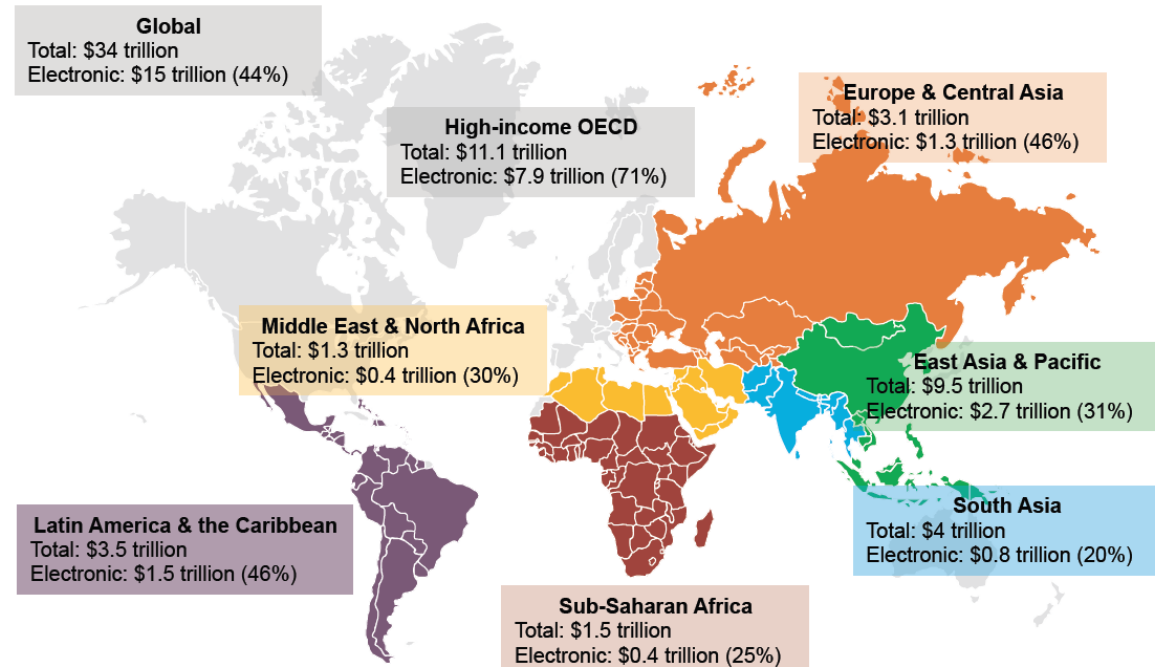 Global
Total: $34 trillion
Electronic: $15 trillion (44%)
High-income OECD
Total: $11.1 trillion
Electronic: $7.9 trillion (71%)
Europe & Central Asia
Total: $3.1 trillion
Electronic: $1.3 trillion (46%)
Middle East & North Africa
Total: $1.3 trillion
Electronic: $0.4 trillion (30%)
East Asia & Pacific
Total: $9.5 trillion
Electronic: $2.7 trillion (31%)
Latin America & the Caribbean
Total: $3.5 trillion
Electronic: $1.5 trillion (46%)
South Asia
Total: $4 trillion
Electronic: $0.8 trillion (20%)
Sub-Saharan Africa
Total: $1.5 trillion
Electronic: $0.4 trillion (25%)